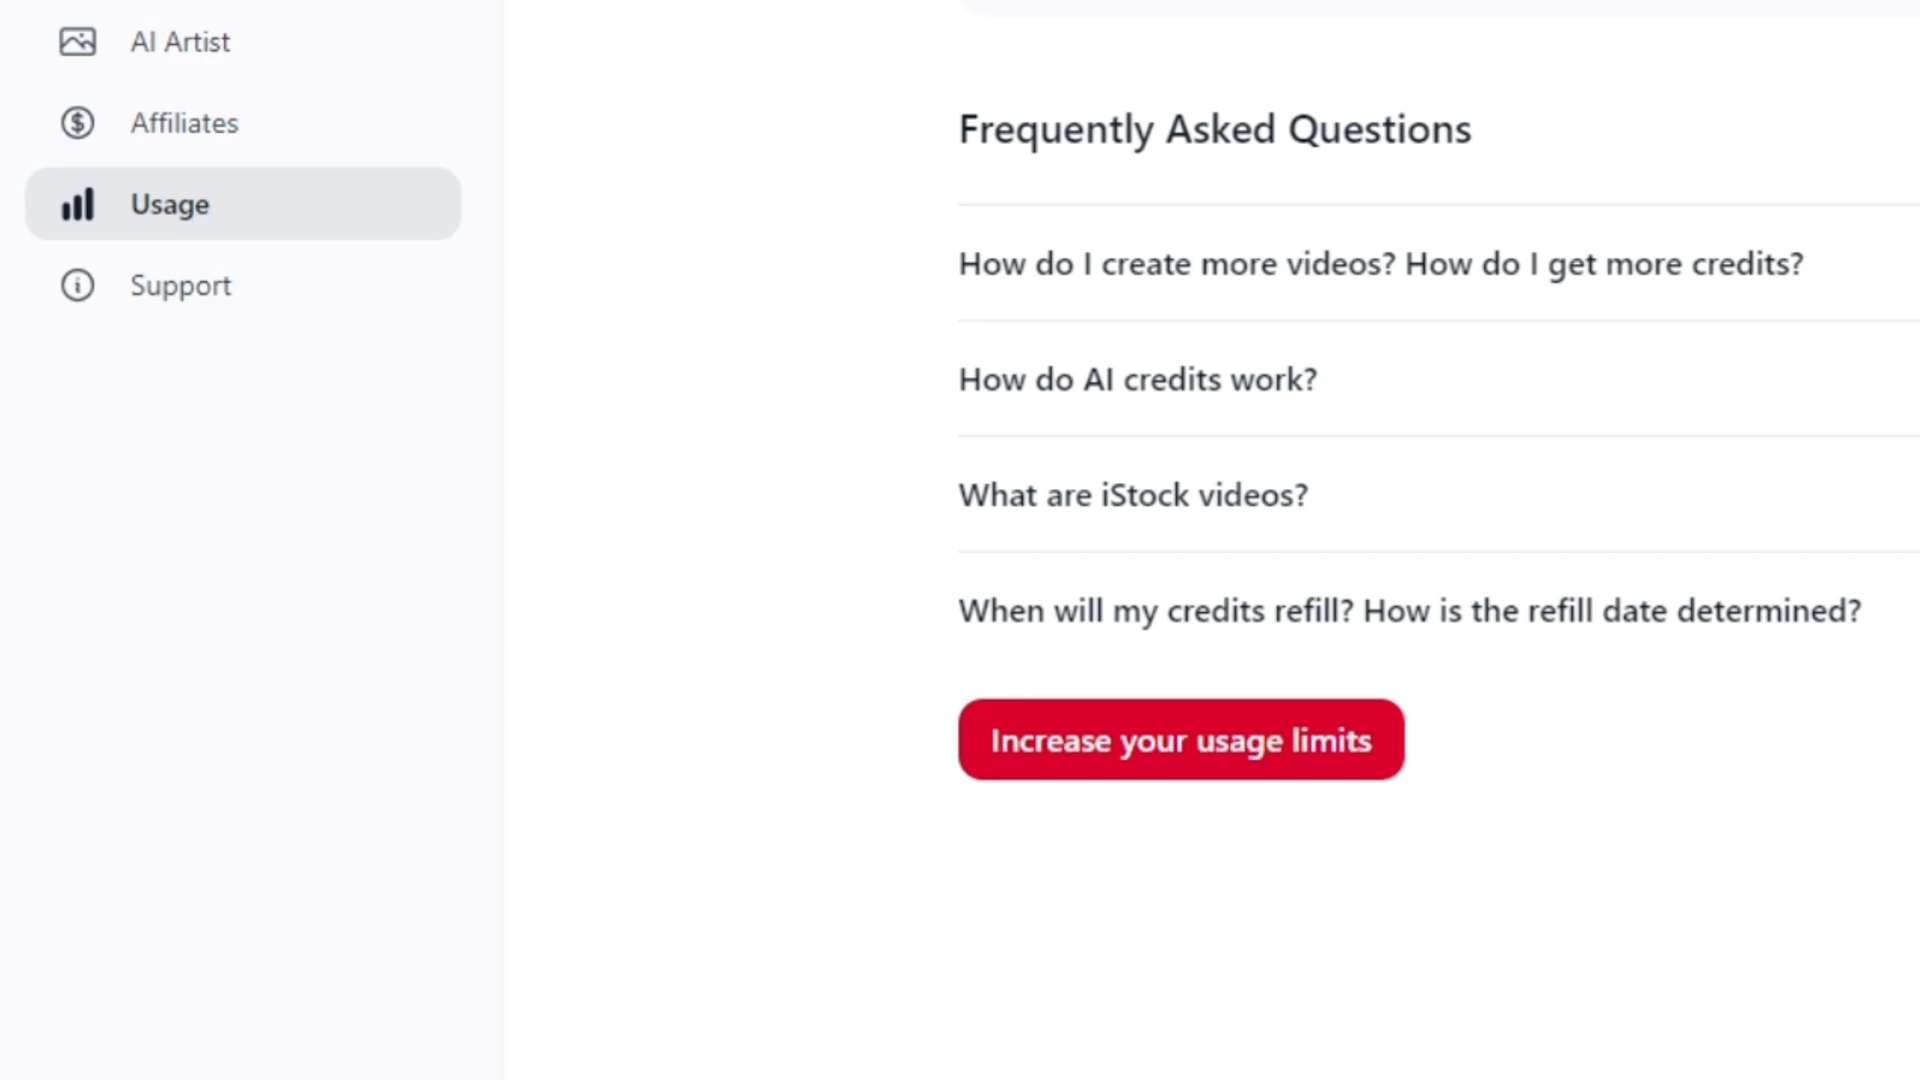 AI Artist
Affiliates
Usage
Support
Frequently Asked Questions
How do I create more videos? How do I get more credits?
How do AI credits work?
What are iStock videos?
When will my credits refill? How is the refill date determined?
Increase your usage limits